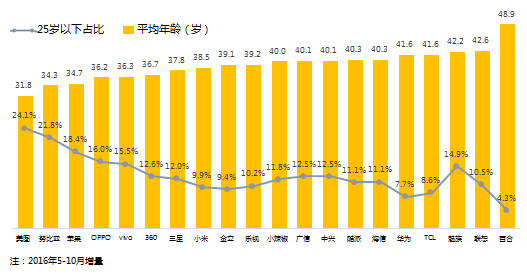 25岁以下占比 平均年龄（岁）
48.9
31.8 34.3 34.7 36.2 36.3 36.7 37.8 38.5 39.1 39.2 40.0 40.1 40.1 40.3 40.3 41.6 41.6 42.2 42.6
24.1% 21.8% 18.4% 16.0% 15.5% 12.6% 12.0% 9.9% 9.4% 10.2% 11.8% 12.5% 12.5% 11.1% 11.1% 7.7% 8.6% 14.9% 10.5% 4.3%
美图 努比亚 苹果 OPPO vivo 360 三星 小米 金立 乐视 小辣椒 广信 中兴 酷派 海信 华为 TCL 魅族 联想 百合
注：2016年5-10月增量